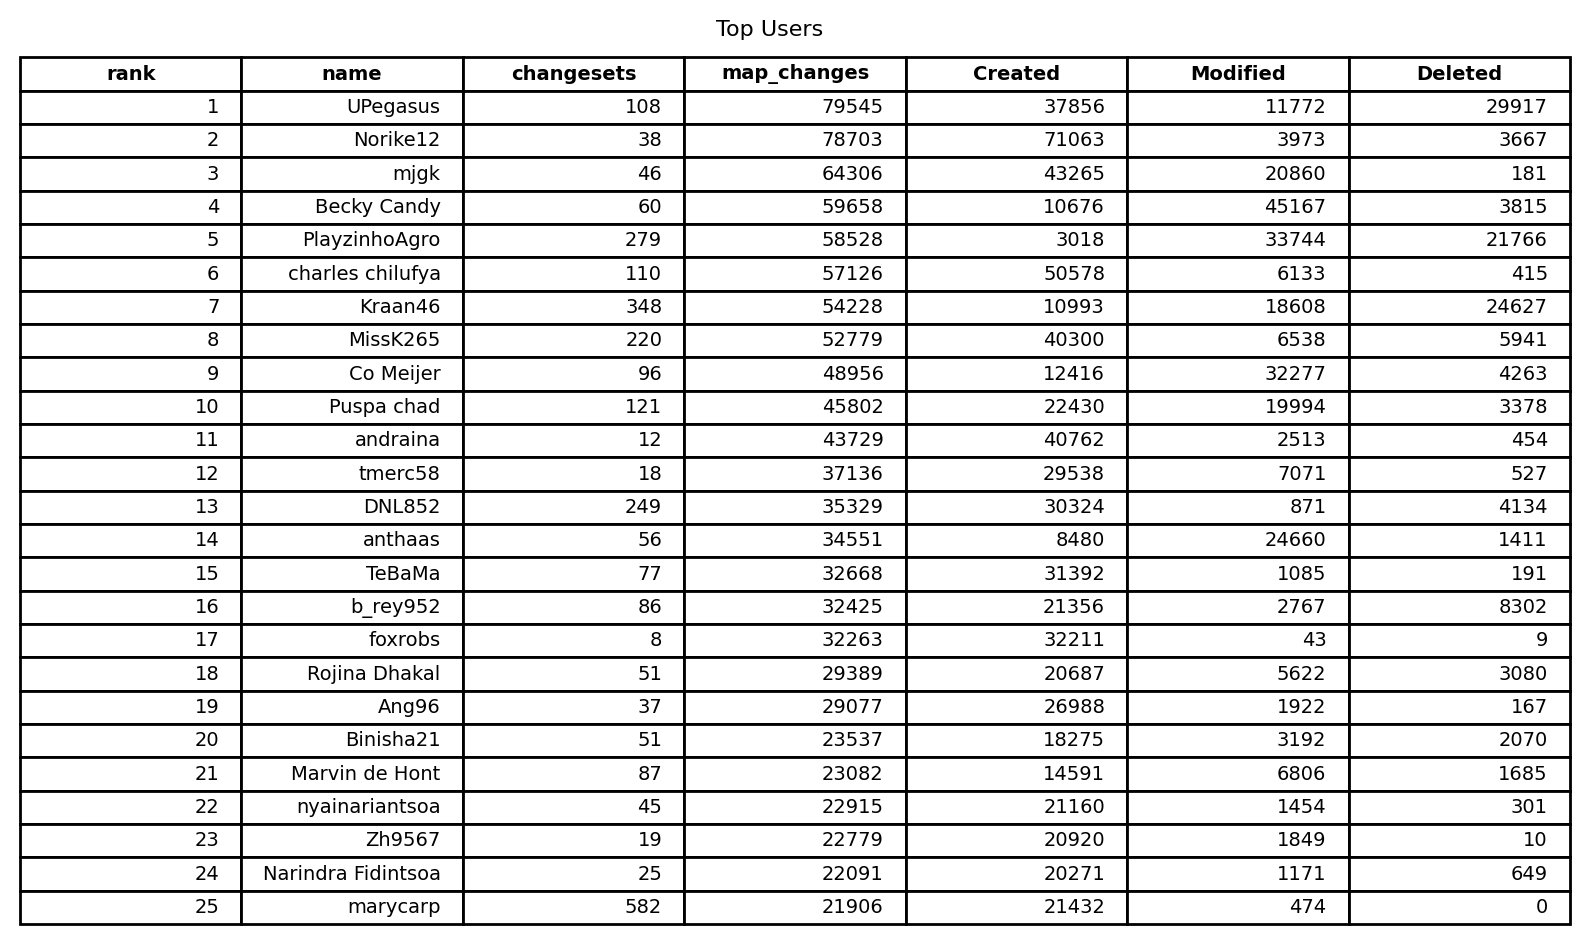 Top Users
rank name changesets map_changes Created Modified Deleted
1 UPegasus 108 79545 37856 11772 29917
2 Norike12 38 78703 71063 3973 3667
3 mjgk 46 64306 43265 20860 181
4 Becky Candy 60 59658 10676 45167 3815
5 PlayzinhoAgro 279 58528 3018 33744 21766
6 charles chilufya 110 57126 50578 6133 415
7 Kraan46 348 54228 10993 18608 24627
8 MissK265 220 52779 40300 6538 5941
9 Co Meijer 96 48956 12416 32277 4263
10 Puspa chad 121 45802 22430 19994 3378
11 andraina 12 43729 40762 2513 454
12 tmerc58 18 37136 29538 7071 527
13 DNL852 249 35329 30324 871 4134
14 anthaas 56 34551 8480 24660 1411
15 TeBaMa 77 32668 31392 1085 191
16 b_rey952 86 32425 21356 2767 8302
17 foxrobs 8 32263 32211 43 9
18 Rojina Dhakal 51 29389 20687 5622 3080
19 Ang96 37 29077 26988 1922 167
20 Binisha21 51 23537 18275 3192 2070
21 Marvin de Hont 87 23082 14591 6806 1685
22 nyainariantsoa 45 22915 21160 1454 301
23 Zh9567 19 22779 20920 1849 10
24 Narindra Fidintsoa 25 22091 20271 1171 649
25 marycarp 582 21906 21432 474 0